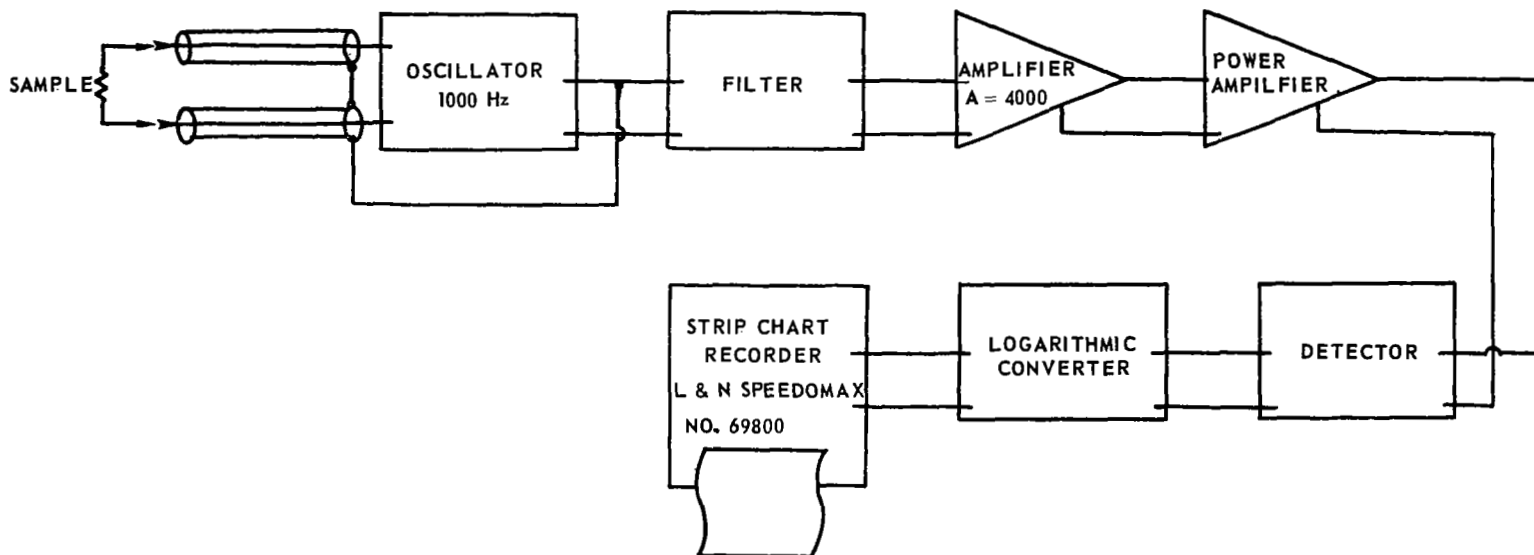 SAMPLE
OSCILLATOR
1000 Hz
FILTER
AMPLIFIER
A = 4000
POWER
AMPILFIER
STRIP CHART
RECORDER
L & N SPEEDOMAX
NO. 69800
LOGARITHMIC
CONVERTER
DETECTOR